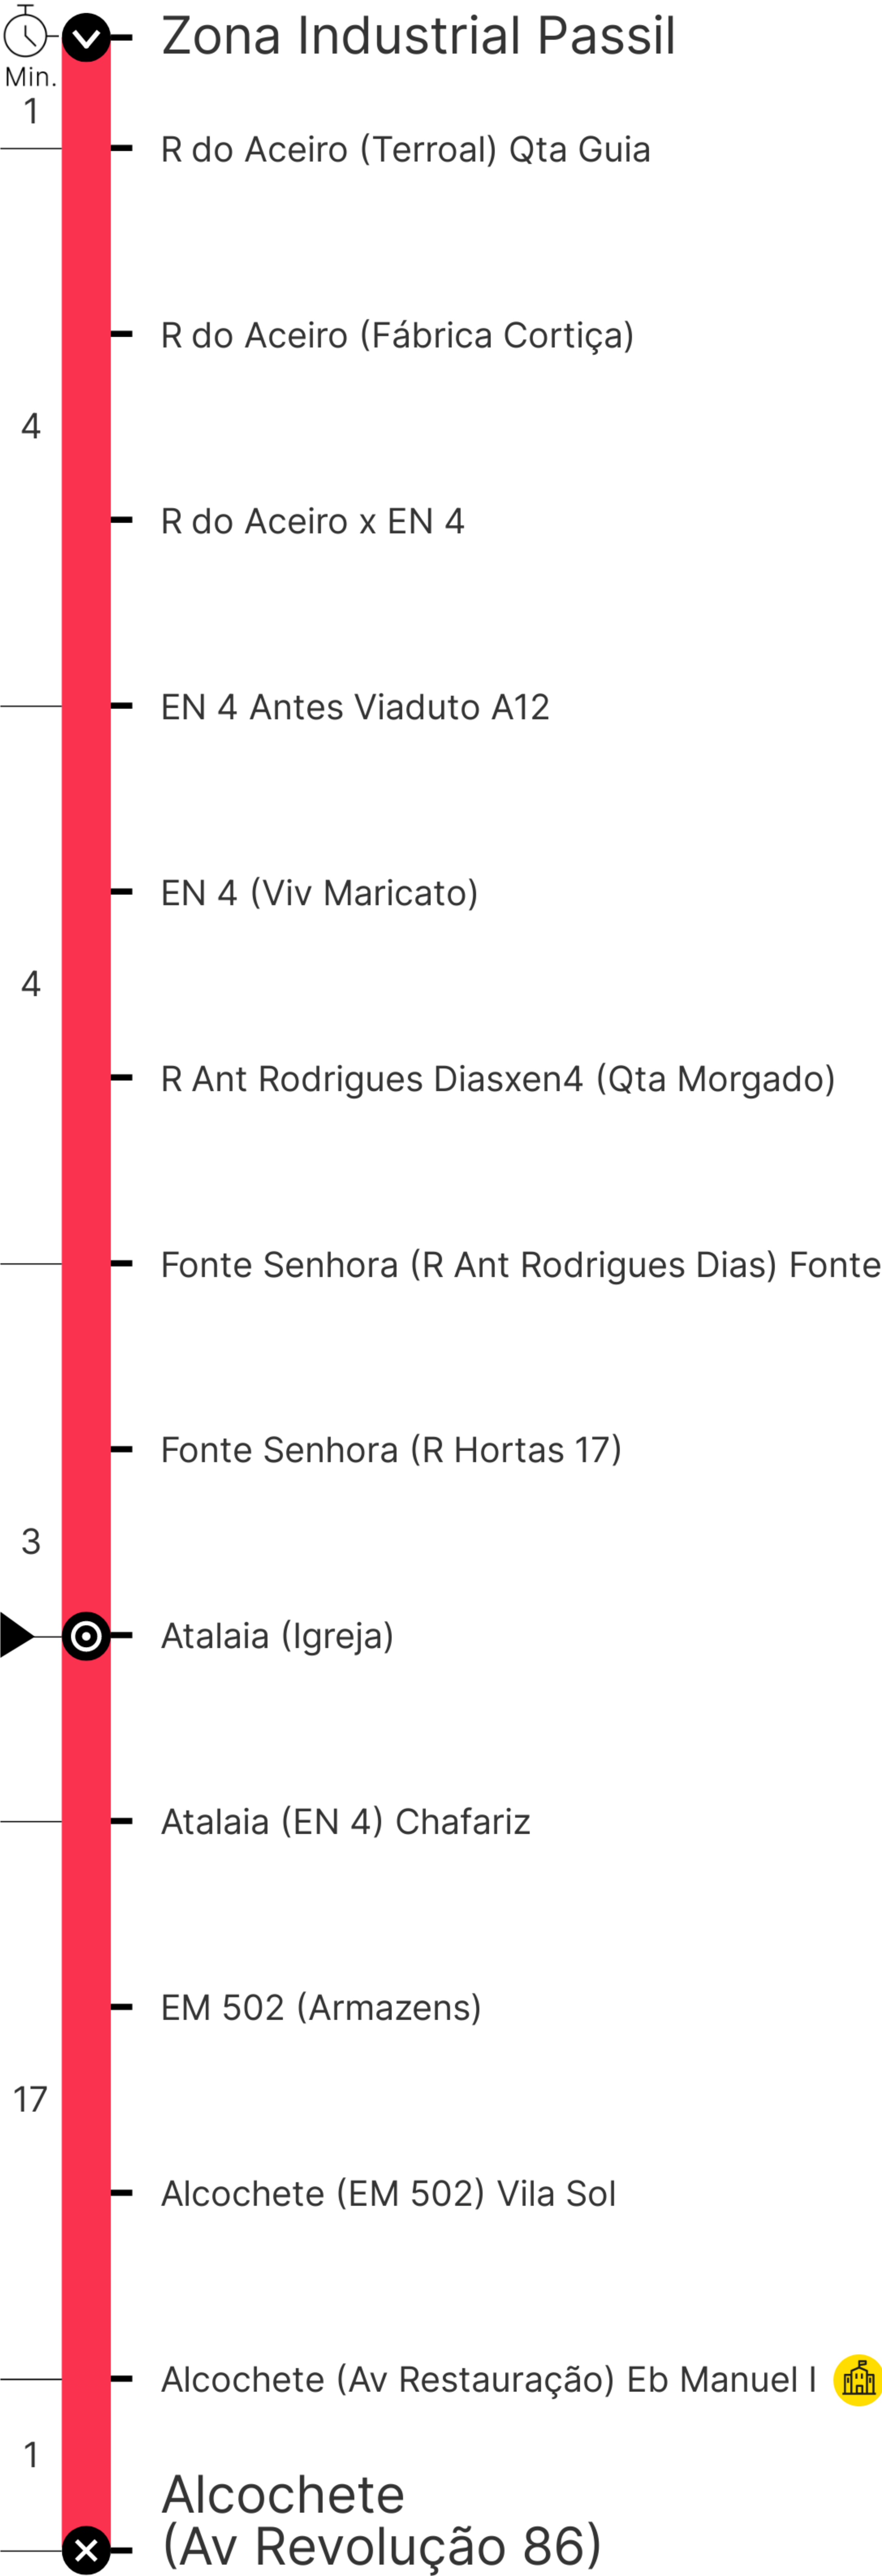 Zona Industrial Passil
Min.
1
R do Aceiro (Terroal) Qta Guia
R do Aceiro (Fábrica Cortiça)
4
R do Aceiro x EN 4
EN 4 Antes Viaduto A12
EN 4 (Viv Maricato)
4
R Ant Rodrigues Diasxen4 (Qta Morgado)
Fonte Senhora (R Ant Rodrigues Dias) Fonte
Fonte Senhora (R Hortas 17)
3
Atalaia (Igreja)
Atalaia (EN 4) Chafariz
EM 502 (Armazens)
17
Alcochete (EM 502) Vila Sol
Alcochete (Av Restauração) Eb Manuel I
1
Alcochete
(Av Revolução 86)